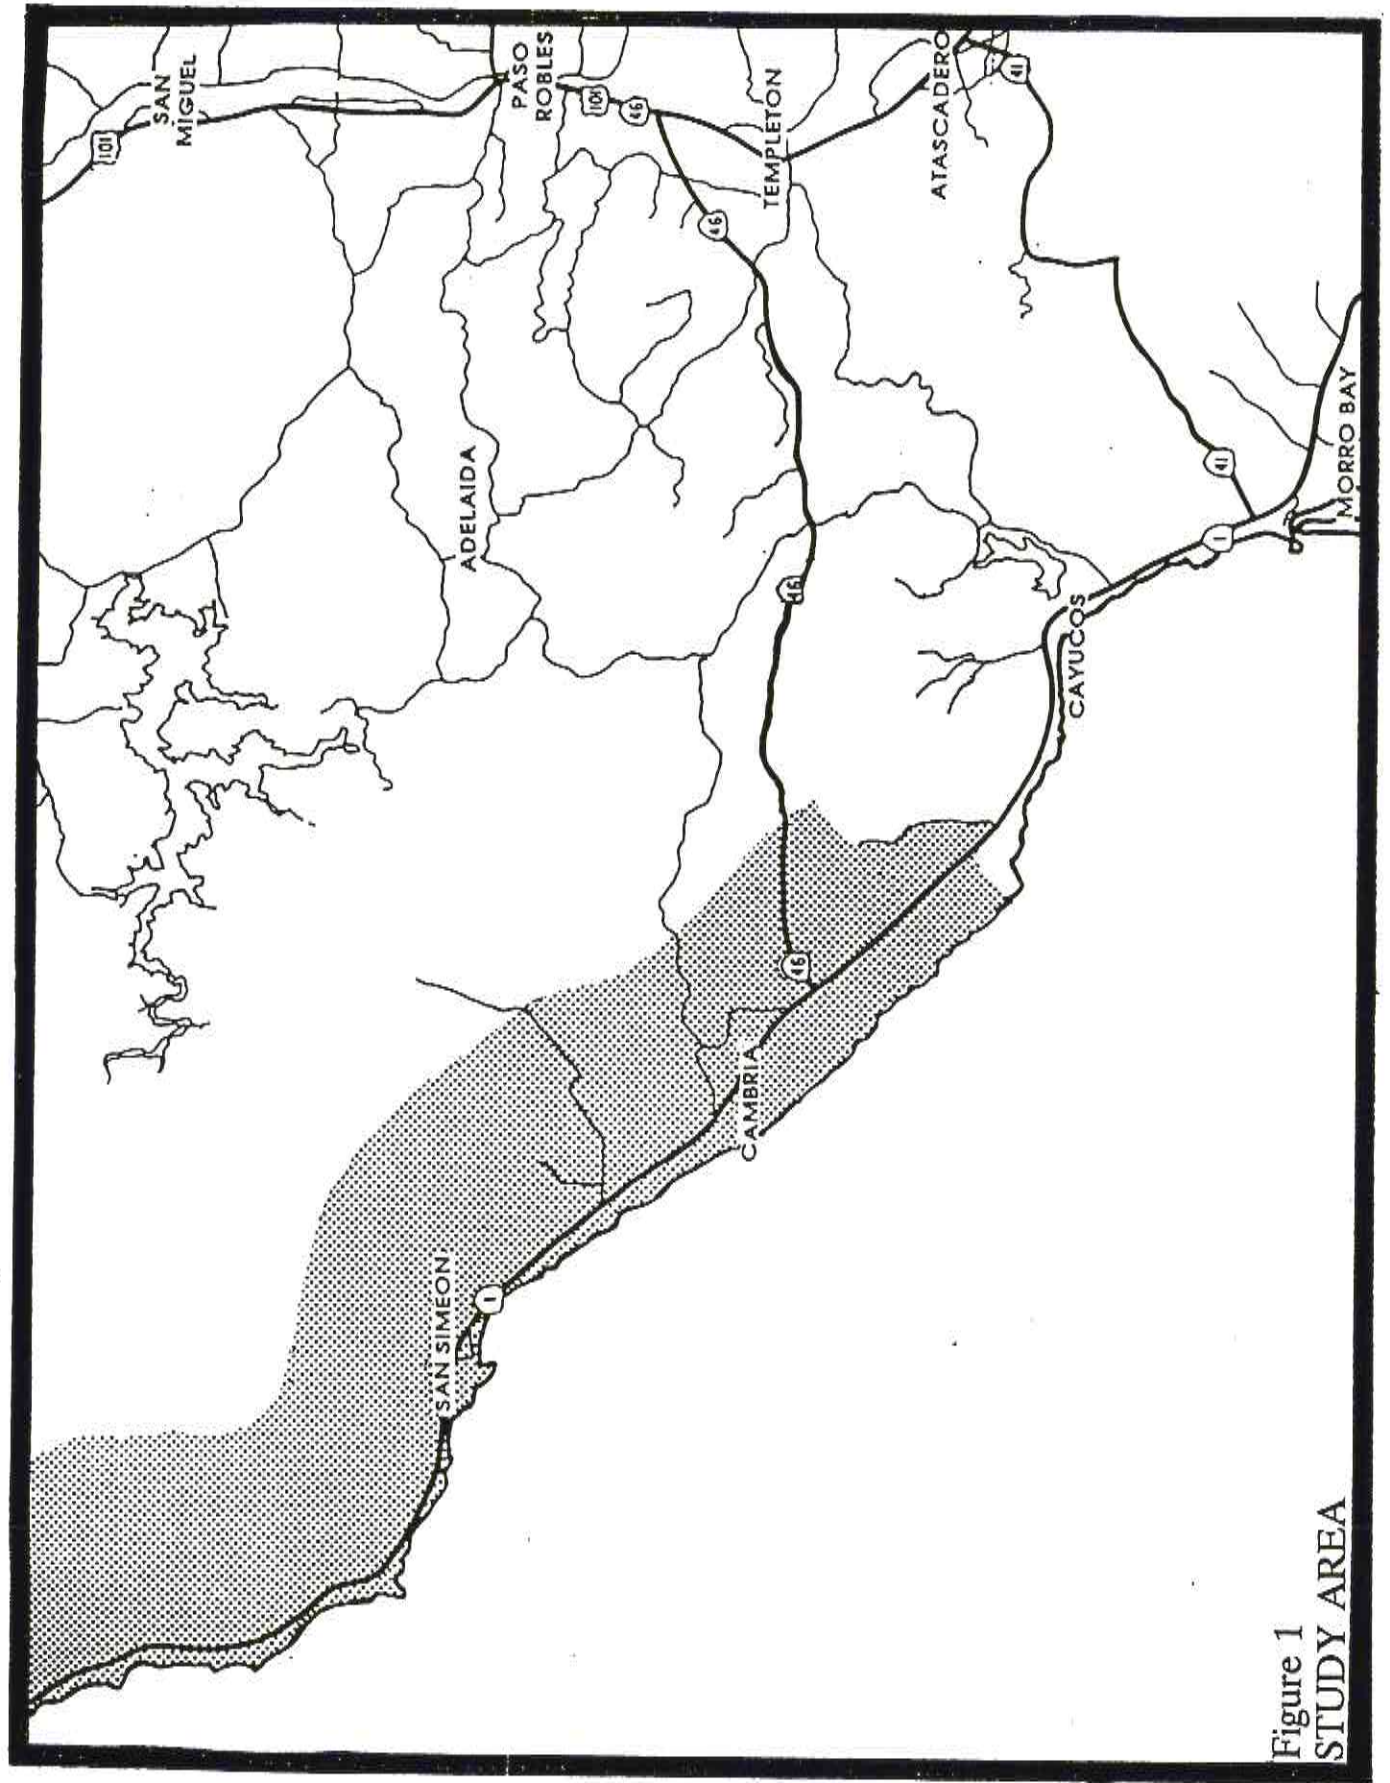 101
SAN
MIGUEL
SAN SIMEON
ADELAIDA
1
PASO
ROBLES
101
46
46
CAMBRIA
TEMPLETON
46
46
ATASCADERO
41
CAYUCOS
1
41
MORRO BAY
Figure 1
STUDY AREA